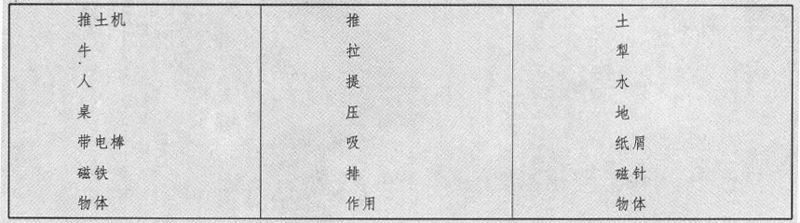 推土机 推 土
牛 拉 犁
人 提 水
桌 压 地
带电棒 吸 纸屑
磁铁 排 磁针
物体 作用 物体